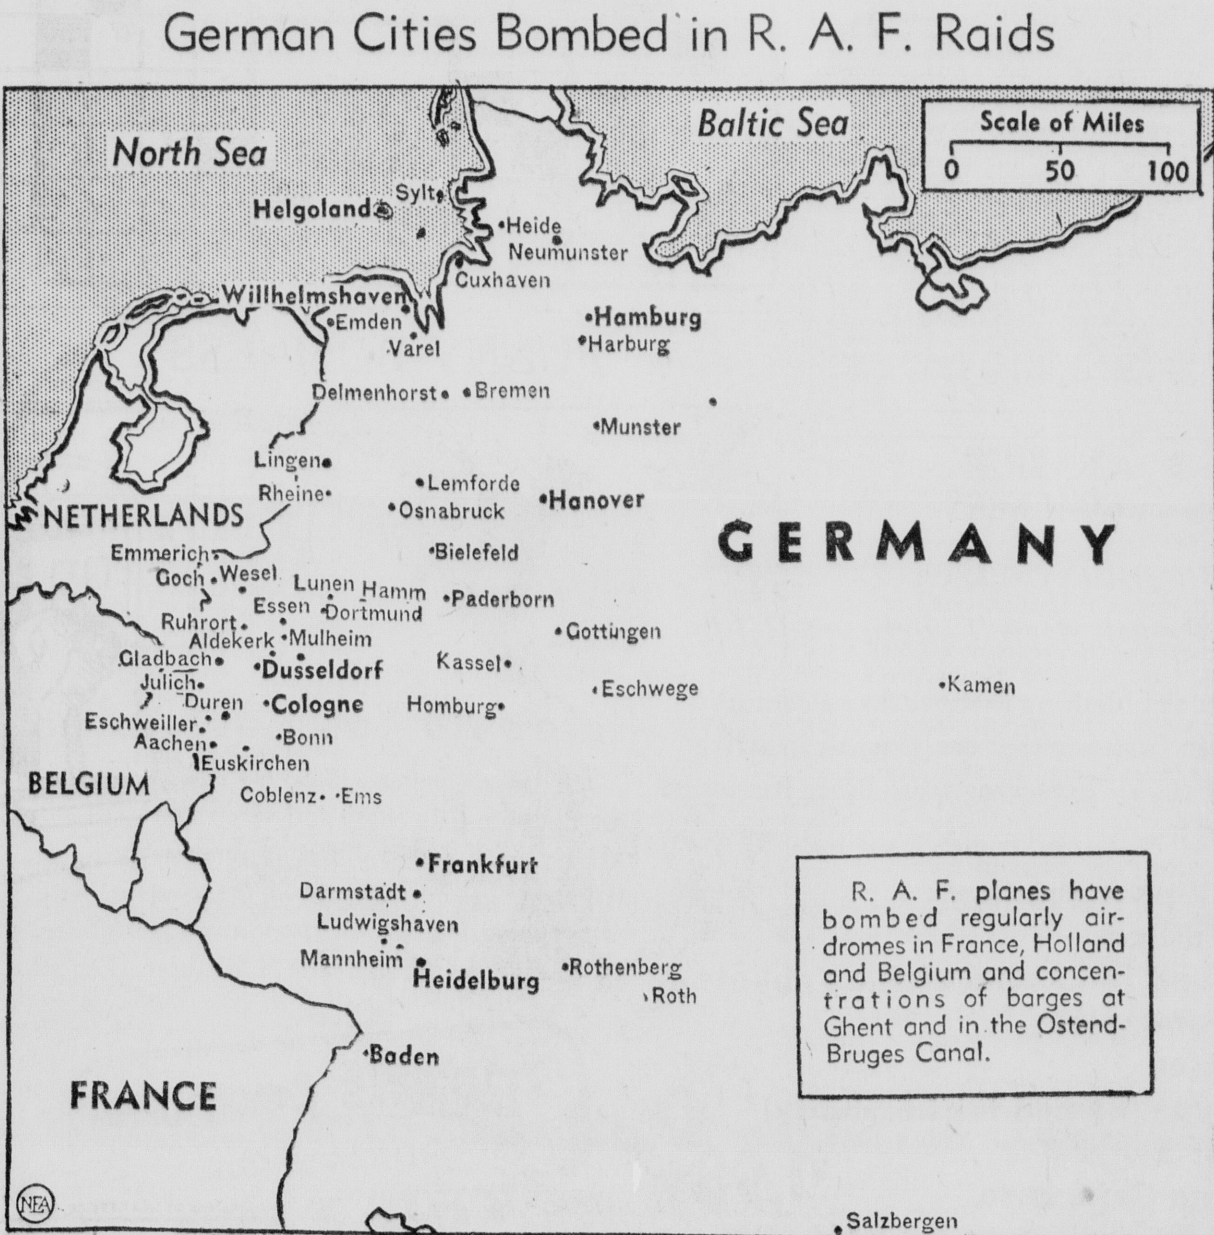 German Cities Bombed in R. A. F. Raids
North Sea
Baltic Sea
Scale of Miles
0 50 100
Sylt
Helgoland
Heide
Neumunster
Cuxhaven
Willhelmshaven
Emden
Varel
Hamburg
Harburg
Delmenhorst
Bremen
Munster
Lingen
Rheine
Lemforde
Osnabruck
Hanover
NETHERLANDS
GERMANY
Emmerich
Bielefeld
Goch
Wesel
Lunen
Hamm
Paderborn
Essen
Dortmund
Ruhrort
Aldekerk
Mulheim
Gottingen
Gladbach
Dusseldorf
Kassel
Julich
Eschwege
Kamen
Duren
Cologne
Homburg
Eschweiller
Aachen
Bonn
Euskirchen
BELGIUM
Coblenz
Ems
Frankfurt
Darmstadt
Ludwigshaven
Mannheim
Heidelburg
Rothenberg
Roth
Baden
FRANCE
R. A. F. planes have
bombed regularly air-
dromes in France, Holland
and Belgium and concen-
trations of barges at
Ghent and in the Ostend-
Bruges Canal.
NEA
Salzbergen